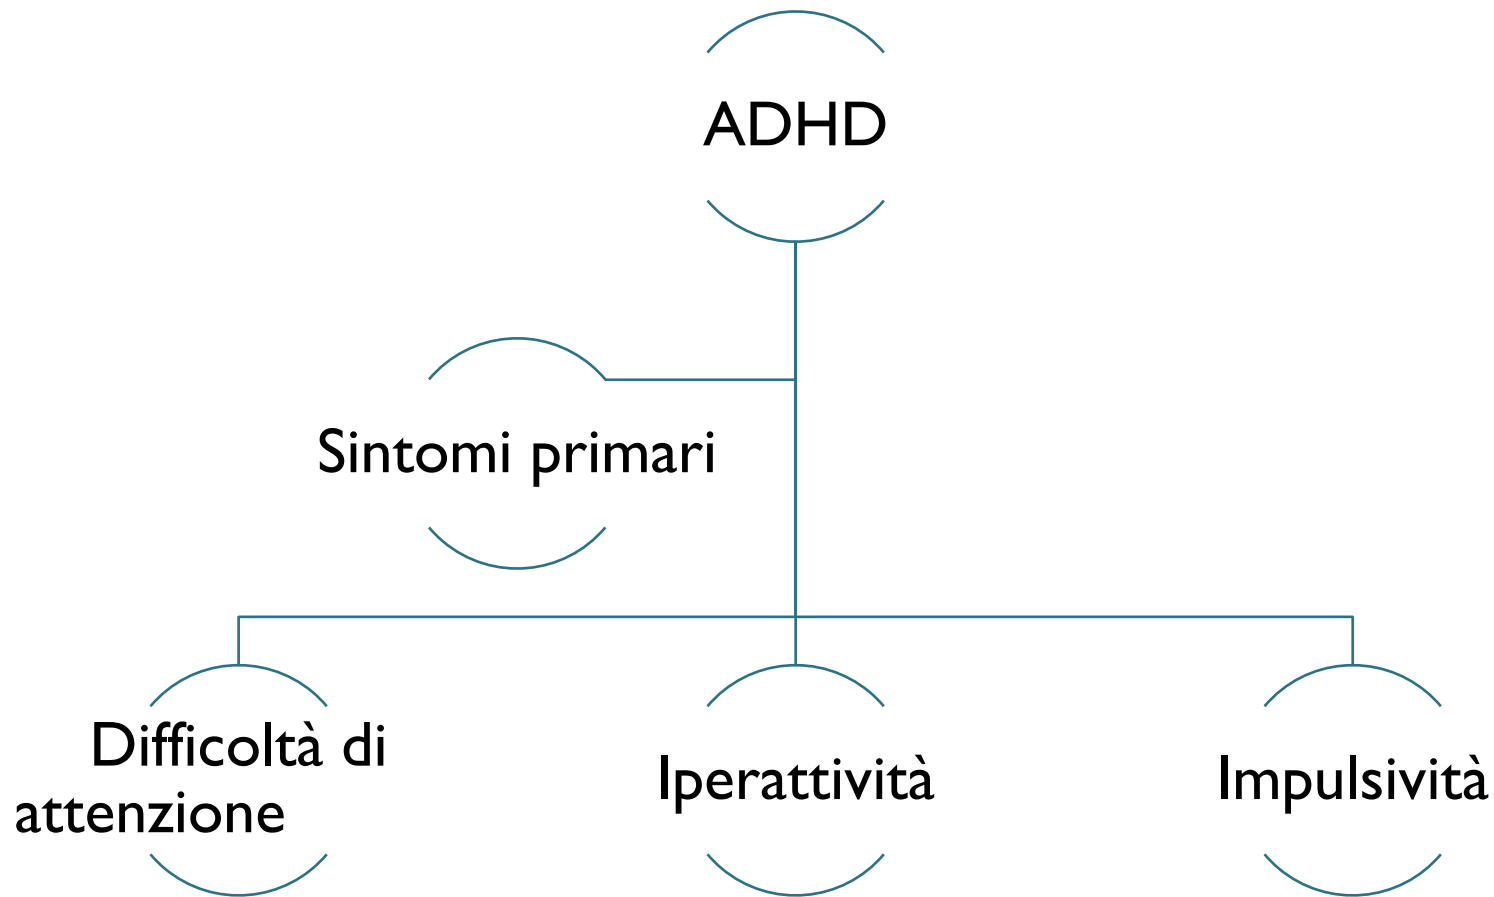 ADHD
Sintomi primari
Difficoltà di
attenzione
Iperattività
Impulsività